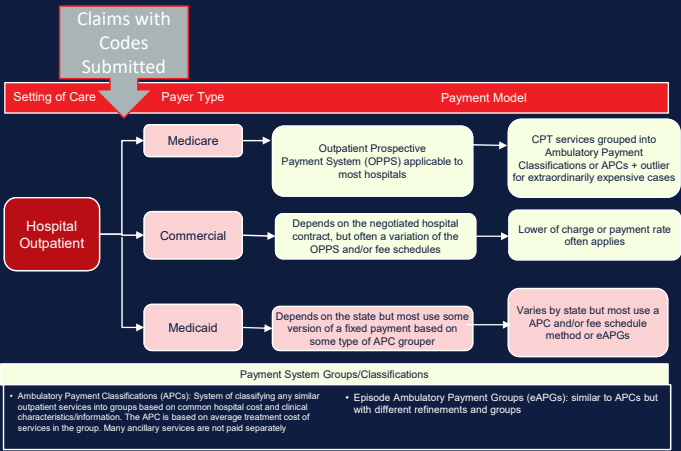 Claims with
Codes
Submitted
Setting of Care
Payer Type
Payment Model
Hospital
Outpatient
Medicare
Outpatient Prospective
Payment System (OPPS) applicable to
most hospitals
CPT services grouped into
Ambulatory Payment
Classifications or APCs + outlier
for extraordinarily expensive cases
Commercial
Depends on the negotiated hospital
contract, but often a variation of the
OPPS and/or fee schedules
Lower of charge or payment rate
often applies
Medicaid
Depends on the state but most use some
version of a fixed payment based on
some type of APC grouper
Varies by state but most use a
APC and/or fee schedule
method or eAPGs
Payment System Groups/Classifications
• Ambulatory Payment Classifications (APCs): System of classifying any similar
outpatient services into groups based on common hospital cost and clinical
characteristics/information. The APC is based on average treatment cost of
services in the group. Many ancillary services are not paid separately
• Episode Ambulatory Payment Groups (eAPGs): similar to APCs but
with different refinements and groups